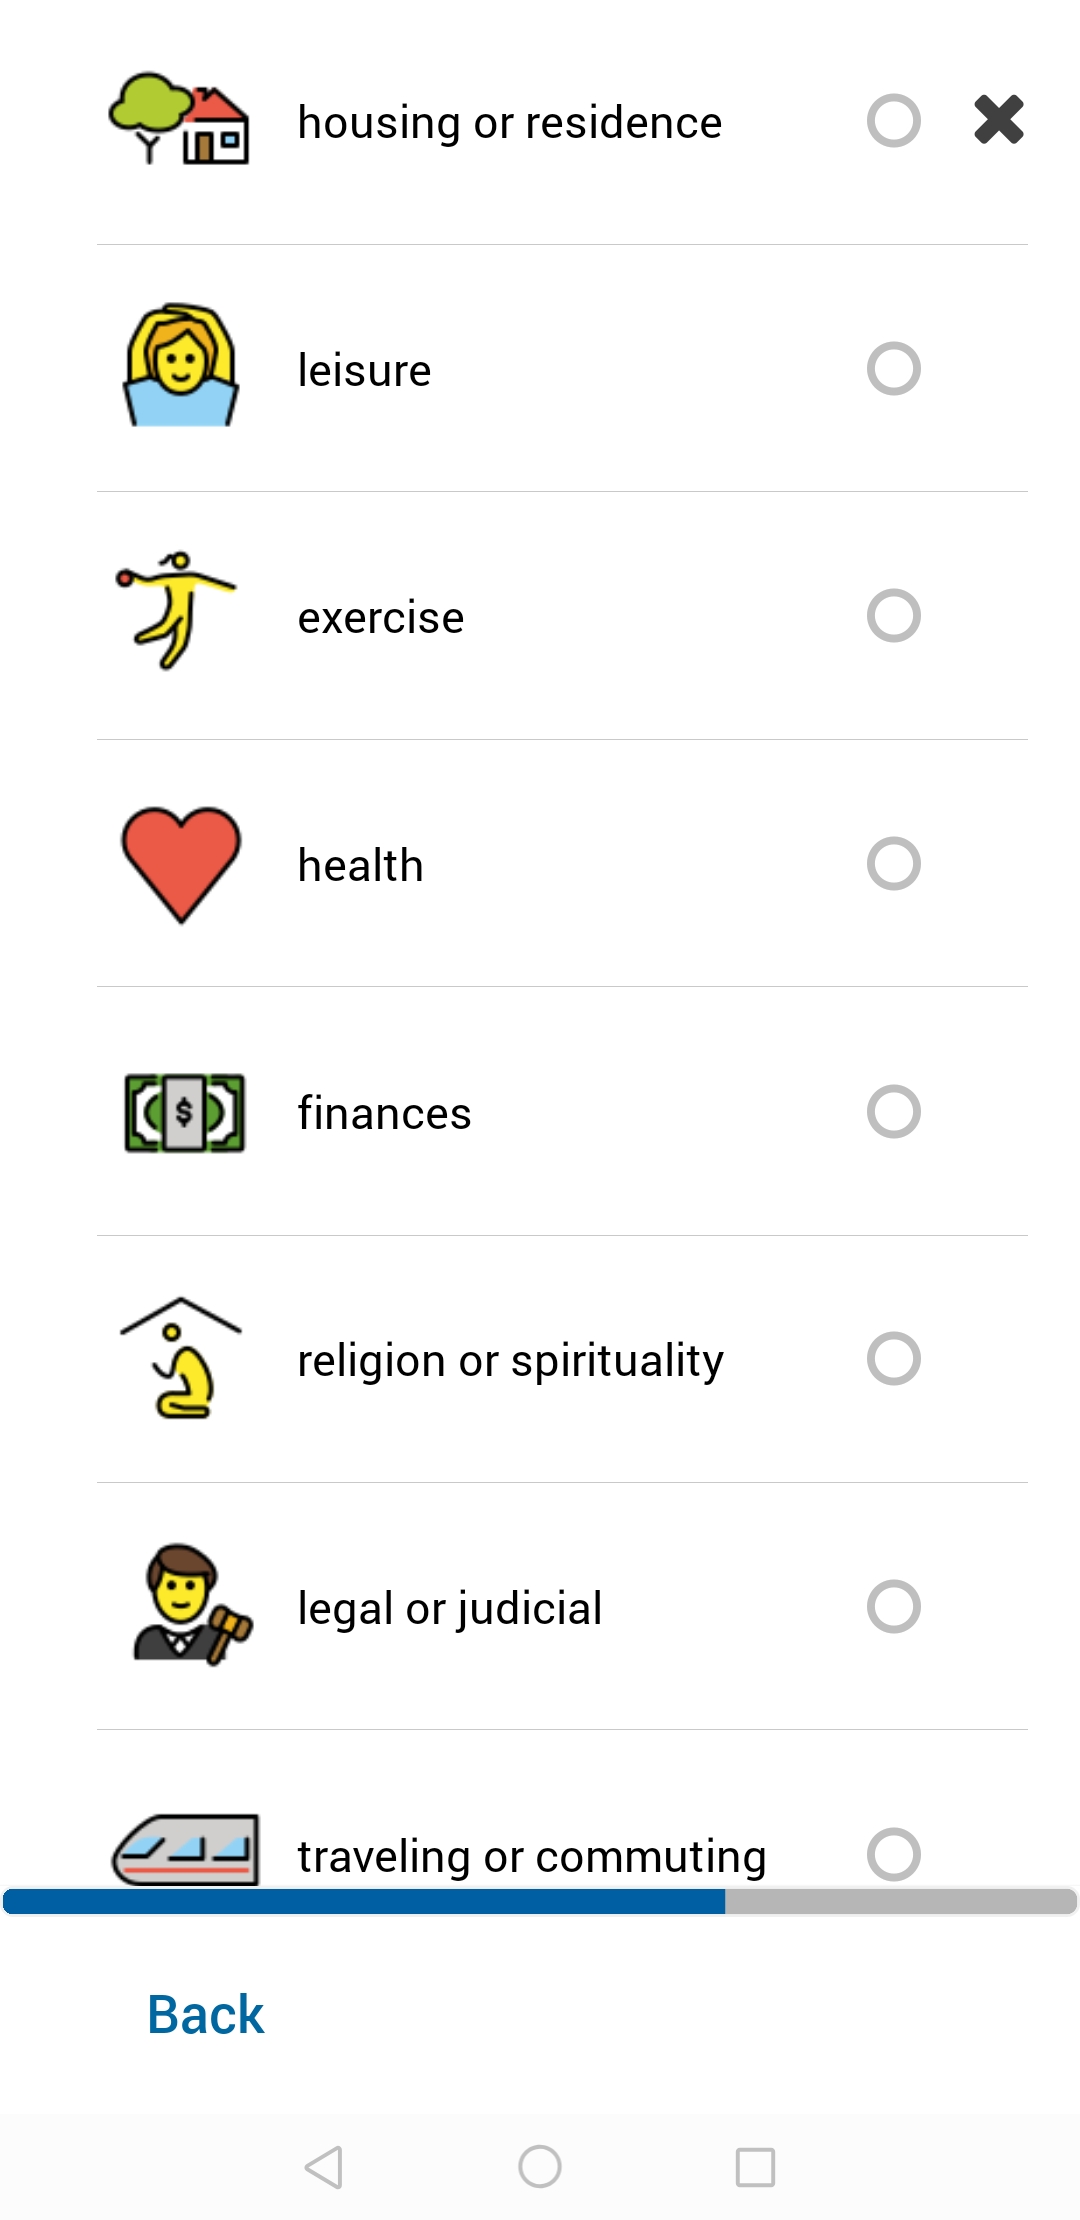 housing or residence
leisure
exercise
health
$
finances
religion or spirituality
legal or judicial
traveling or commuting
Back